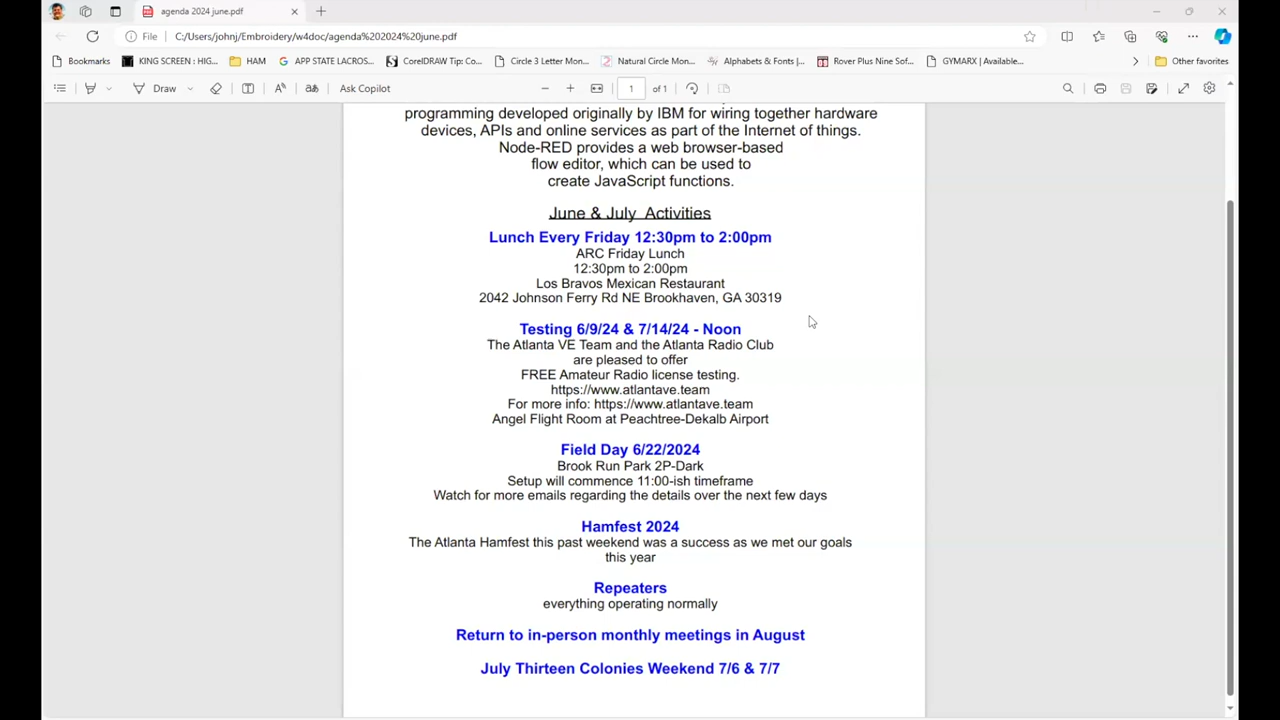 agenda 2024 june.pdf
File C:/Users/johnj/Embroidery/w4doc/agenda%202024%20june.pdf
Bookmarks KING SCREEN : HIG... HAM APP STATE LACROS... CorelDRAW Tip: Co... Circle 3 Letter Mon... Natural Circle Mon... Alphabets & Fonts |... Rover Plus Nine Sof... GYMARX | Available... Other favorites
Draw Ask Copilot 1 of 1
programming developed originally by IBM for wiring together hardware
devices, APIs and online services as part of the Internet of things.
Node-RED provides a web browser-based
flow editor, which can be used to
create JavaScript functions.
June & July Activities
Lunch Every Friday 12:30pm to 2:00pm
ARC Friday Lunch
12:30pm to 2:00pm
Los Bravos Mexican Restaurant
2042 Johnson Ferry Rd NE Brookhaven, GA 30319
Testing 6/9/24 & 7/14/24 - Noon
The Atlanta VE Team and the Atlanta Radio Club
are pleased to offer
FREE Amateur Radio license testing.
https://www.atlantave.team
For more info: https://www.atlantave.team
Angel Flight Room at Peachtree-Dekalb Airport
Field Day 6/22/2024
Brook Run Park 2P-Dark
Setup will commence 11:00-ish timeframe
Watch for more emails regarding the details over the next few days
Hamfest 2024
The Atlanta Hamfest this past weekend was a success as we met our goals
this year
Repeaters
everything operating normally
Return to in-person monthly meetings in August
July Thirteen Colonies Weekend 7/6 & 7/7